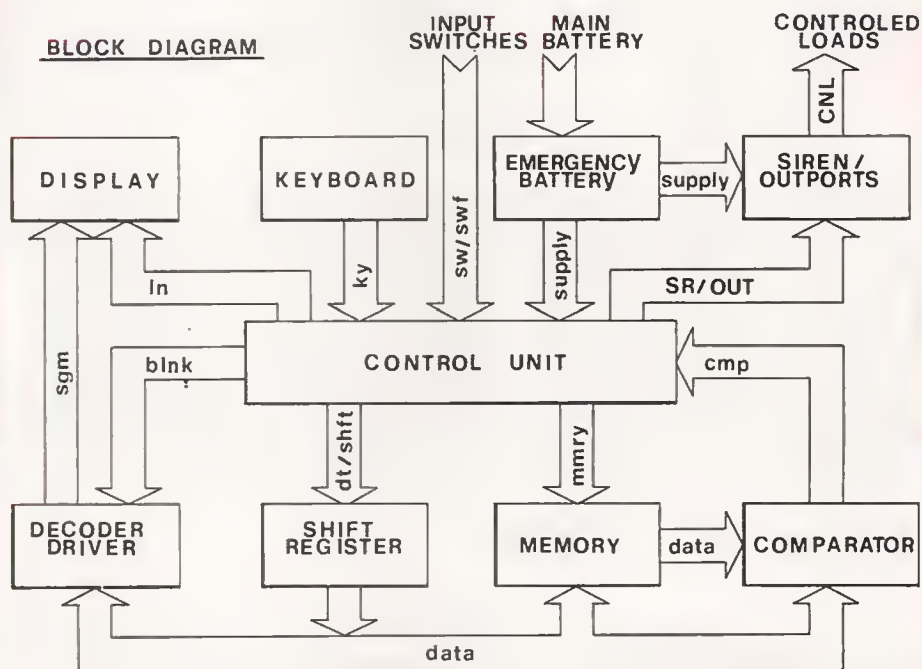 BLOCK DIAGRAM
INPUT
SWITCHES
MAIN
BATTERY
CONTROLED
LOADS
CNL
DISPLAY
KEYBOARD
EMERGENCY
BATTERY
supply
SIREN/
OUTPORTS
ln
ky
sw/swf
supply
SR/OUT
sgm
blnk
CONTROL UNIT
cmp
dt/shft
mmry
DECODER
DRIVER
SHIFT
REGISTER
MEMORY
data
COMPARATOR
data